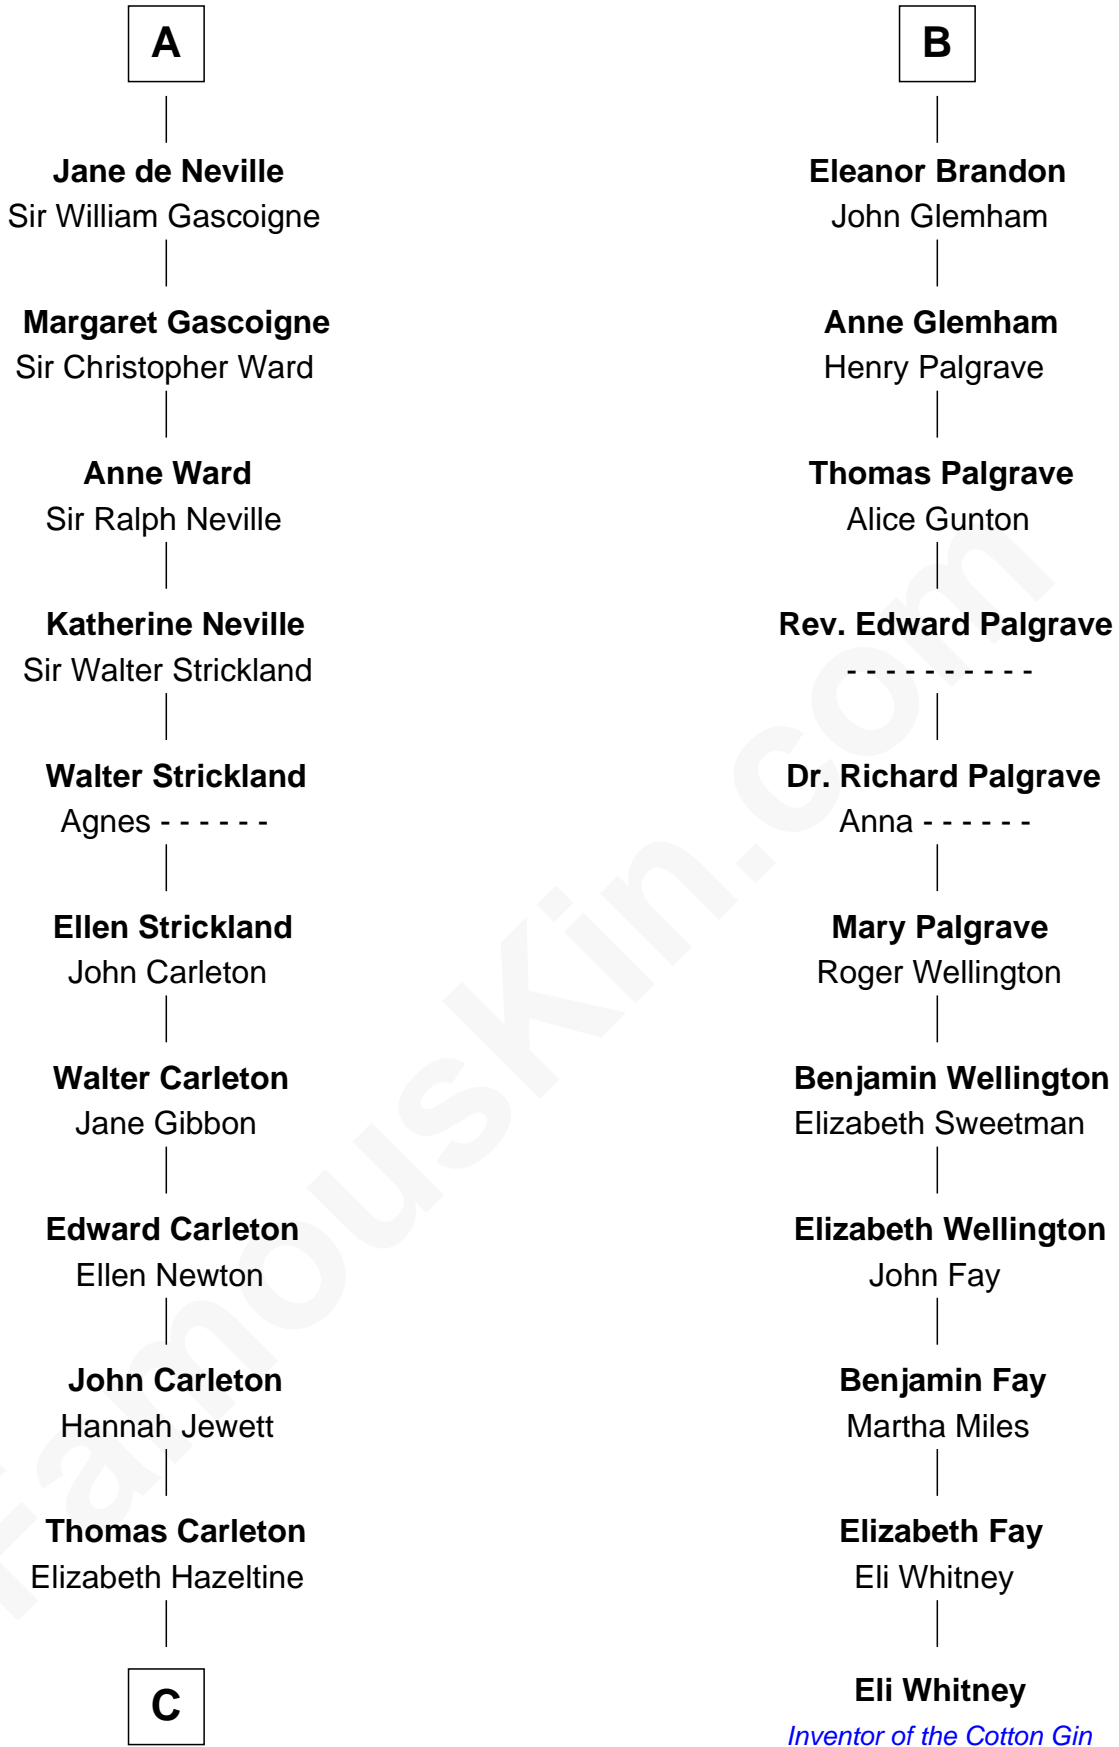 A
Jane de Neville
Sir William Gascoigne
Margaret Gascoigne
Sir Christopher Ward
Anne Ward
Sir Ralph Neville
Katherine Neville
Sir Walter Strickland
Walter Strickland
Agnes - - - - - -
Ellen Strickland
John Carleton
Walter Carleton
Jane Gibbon
Edward Carleton
Ellen Newton
John Carleton
Hannah Jewett
Thomas Carleton
Elizabeth Hazeltine
C
B
Eleanor Brandon
John Glemham
Anne Glemham
Henry Palgrave
Thomas Palgrave
Alice Gunton
Rev. Edward Palgrave
- - - - - - - - - -
Dr. Richard Palgrave
Anna - - - - - -
Mary Palgrave
Roger Wellington
Benjamin Wellington
Elizabeth Sweetman
Elizabeth Wellington
John Fay
Benjamin Fay
Martha Miles
Elizabeth Fay
Eli Whitney
Eli Whitney
Inventor of the Cotton Gin
FamousKin.com